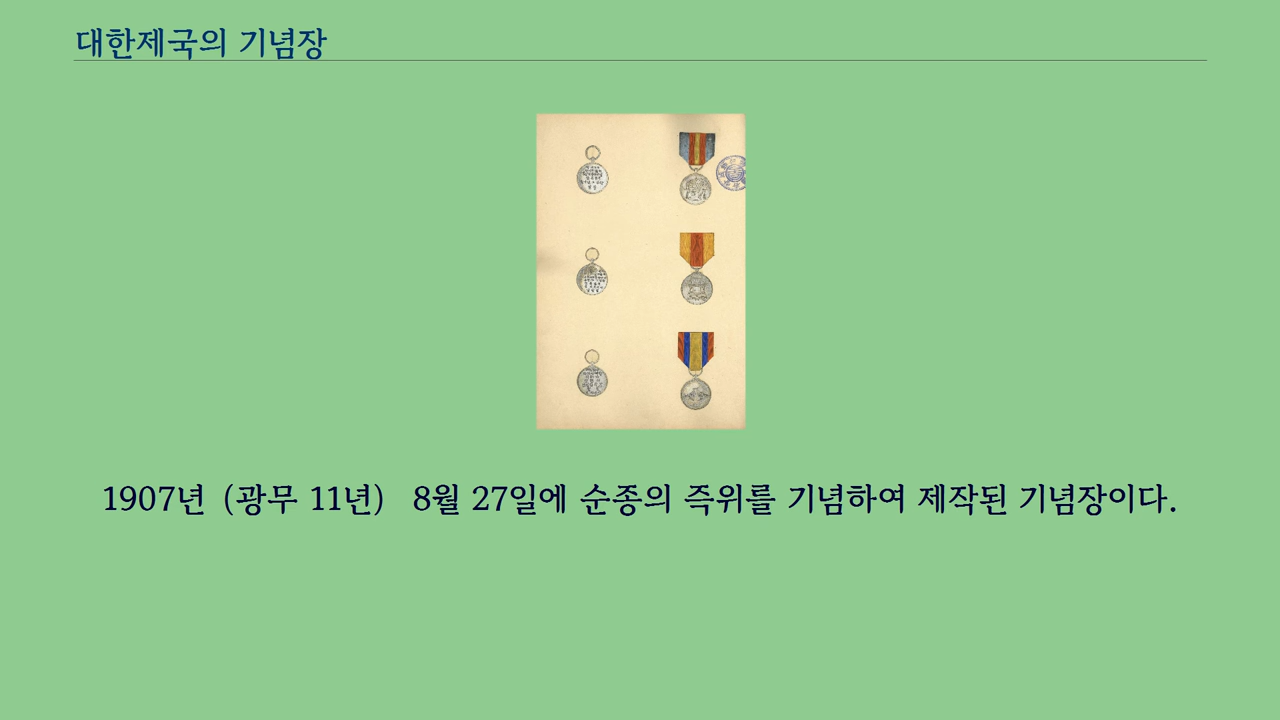 대한제국의 기념장
1907년 (광무 11년) 8월 27일에 순종의 즉위를 기념하여 제작된 기념장이다.